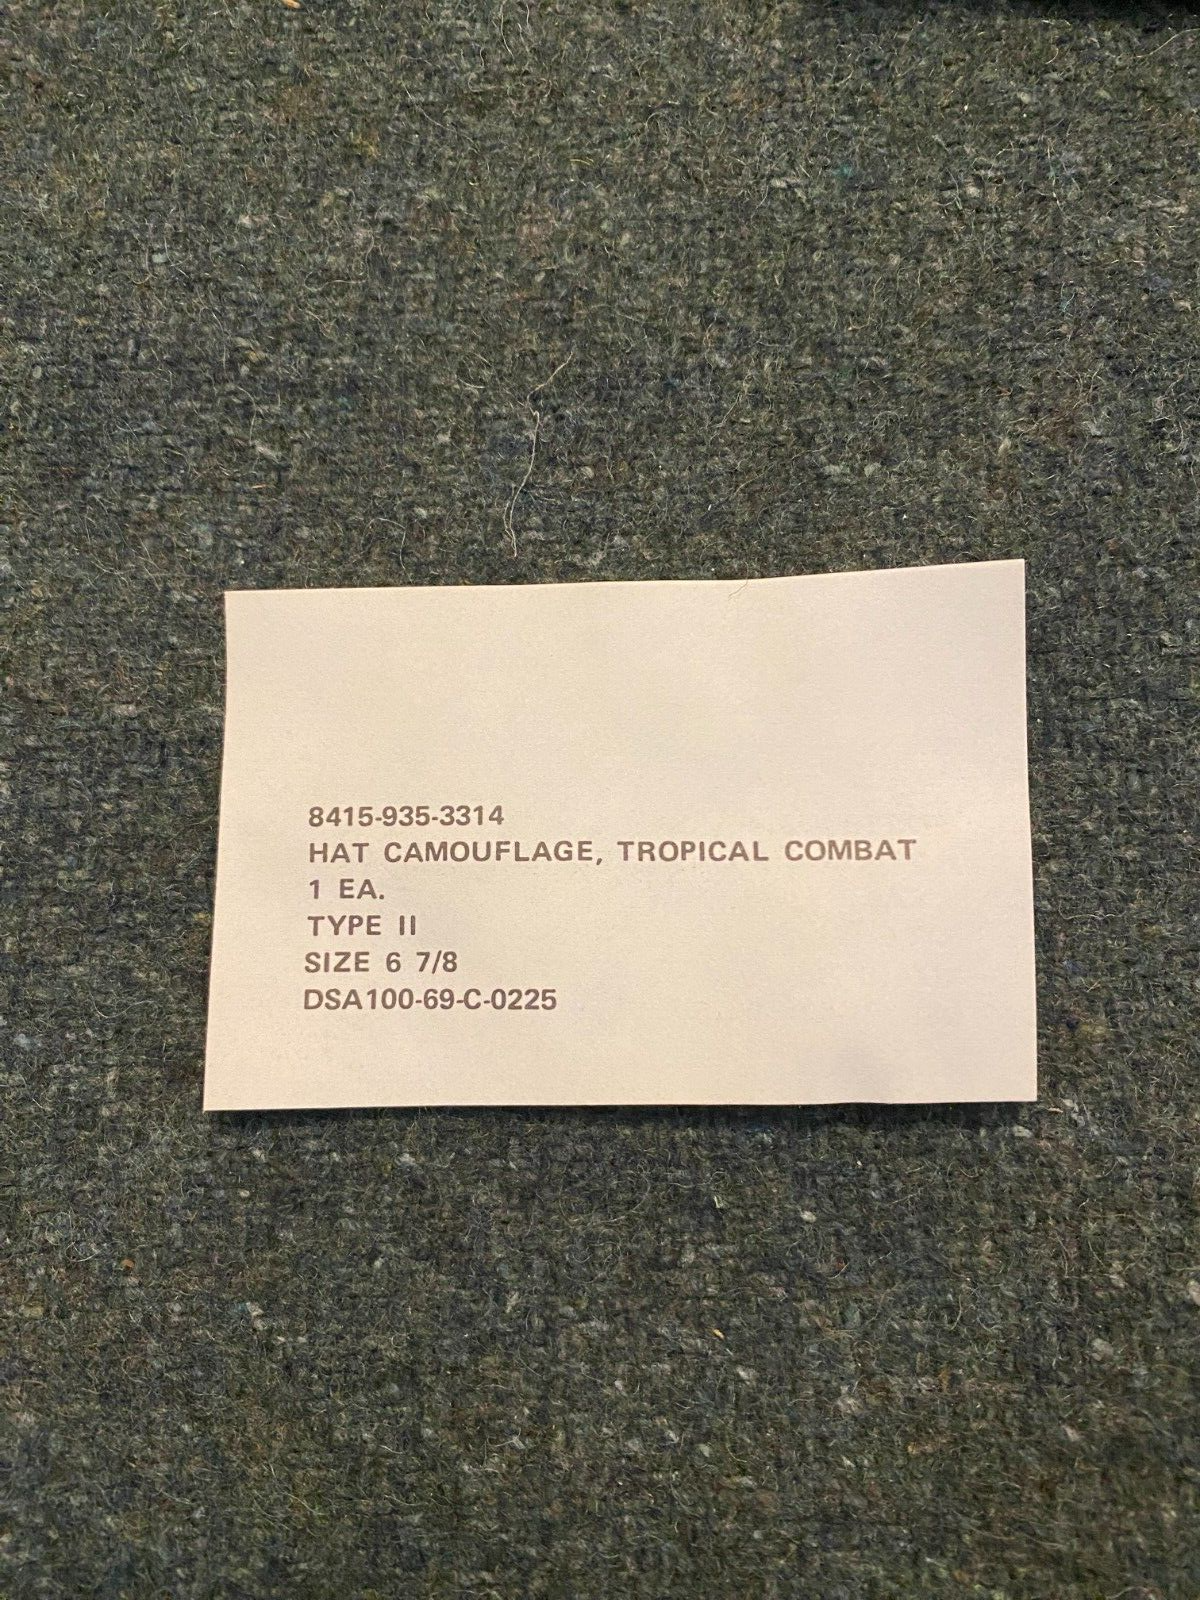 8415-935-3314
HAT CAMOUFLAGE, TROPICAL COMBAT
1 EA.
TYPE II
SIZE 6 7/8
DSA100-69-C-0225